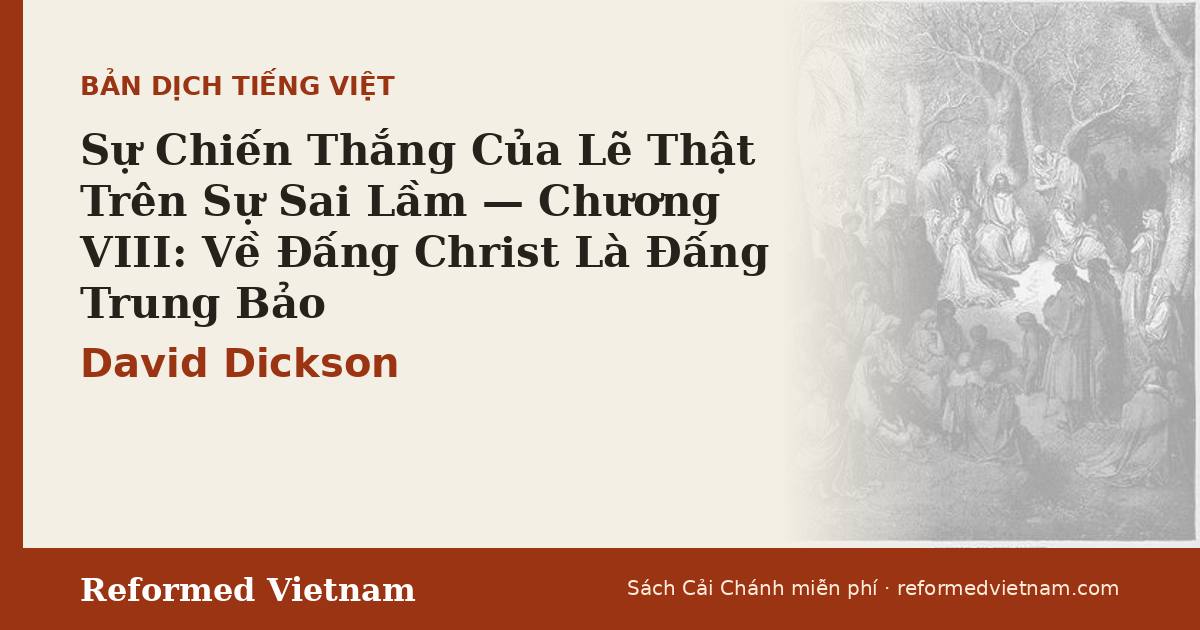 BẢN DỊCH TIẾNG VIỆT
Sự Chiến Thắng Của Lẽ Thật
Trên Sự Sai Lầm — Chương
VIII: Về Đấng Christ Là Đấng
Trung Bảo
David Dickson
Reformed Vietnam
Sách Cải Chánh miễn phí · reformedvietnam.com